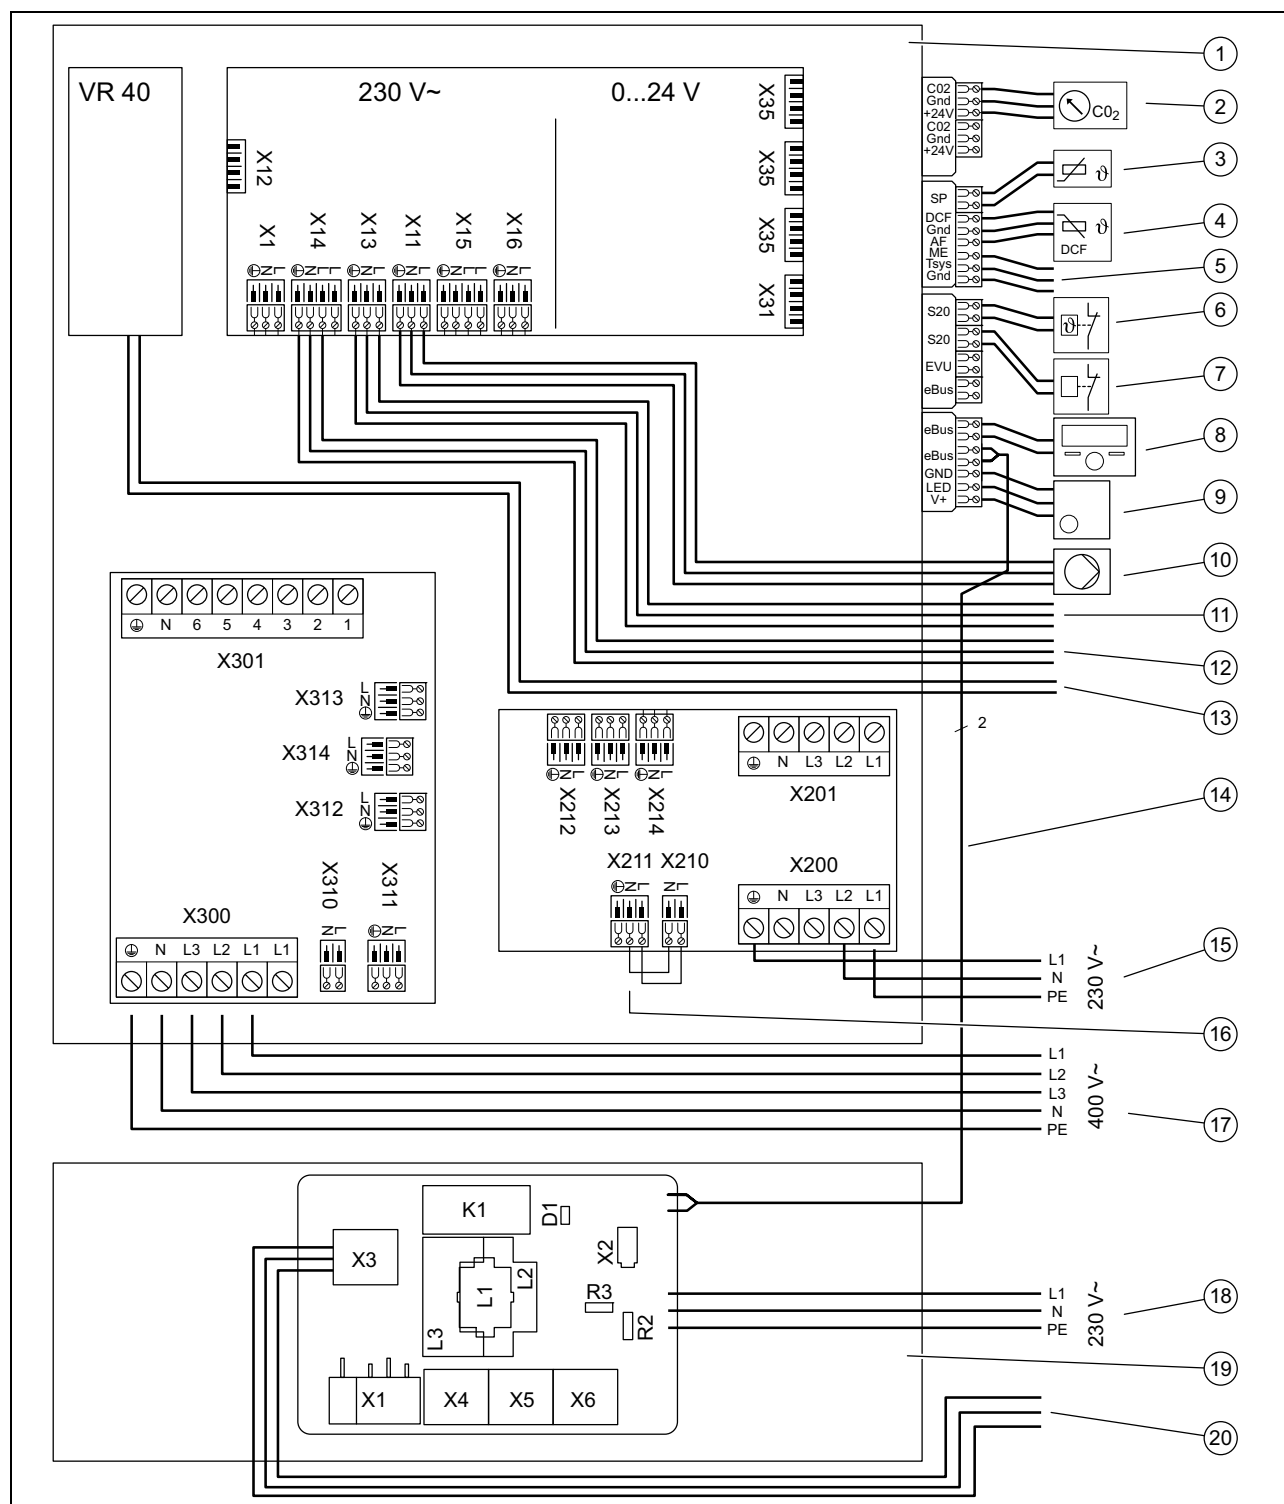 1
VR 40
230 V~
0...24 V
X35
X35
X35
X31
X12
X1
X14
X13
X11
X15
X16
N L
N L L
N L
N L
N L L
N L
C02
Gnd
+24V
C02
Gnd
+24V
C02
2
SP
ϑ
3
DCF
Gnd
AF
ME
Tsys
Gnd
ϑ
DCF
4
5
S20
S20
EVU
eBus
ϑ
6
7
eBus
eBus
GND
LED
V+
8
9
10
11
12
13
N 6 5 4 3 2 1
X301
X313
L
N
X314
L
N
X312
L
N
X310
X311
N L
N L
X300
N L3 L2 L1 L1
2
N L
N L
N L
X212
X213
X214
N L3 L2 L1
X201
X211 X210
N L
N L
X200
N L3 L2 L1
14
L1
N
PE
230 V~
15
16
L1
L2
L3
N
PE
400 V~
17
K1
D1
X2
X3
L1
L2
L3
R3
R2
X1
X4
X5
X6
L1
N
PE
230 V~
18
19
20